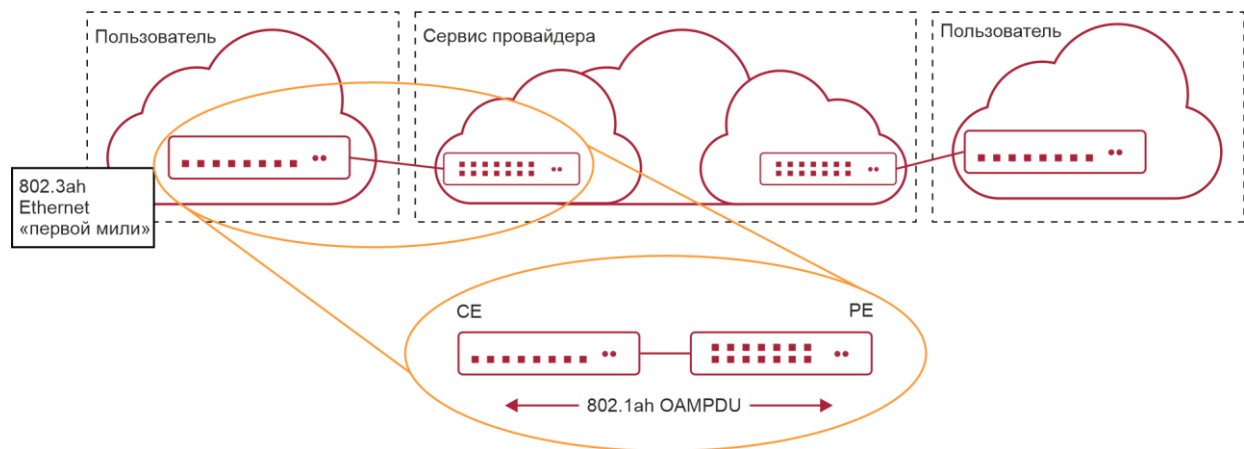 Пользователь
Сервис провайдера
Пользователь
802.3ah
Ethernet
«первой мили»
CE
PE
802.1ah OAMPDU